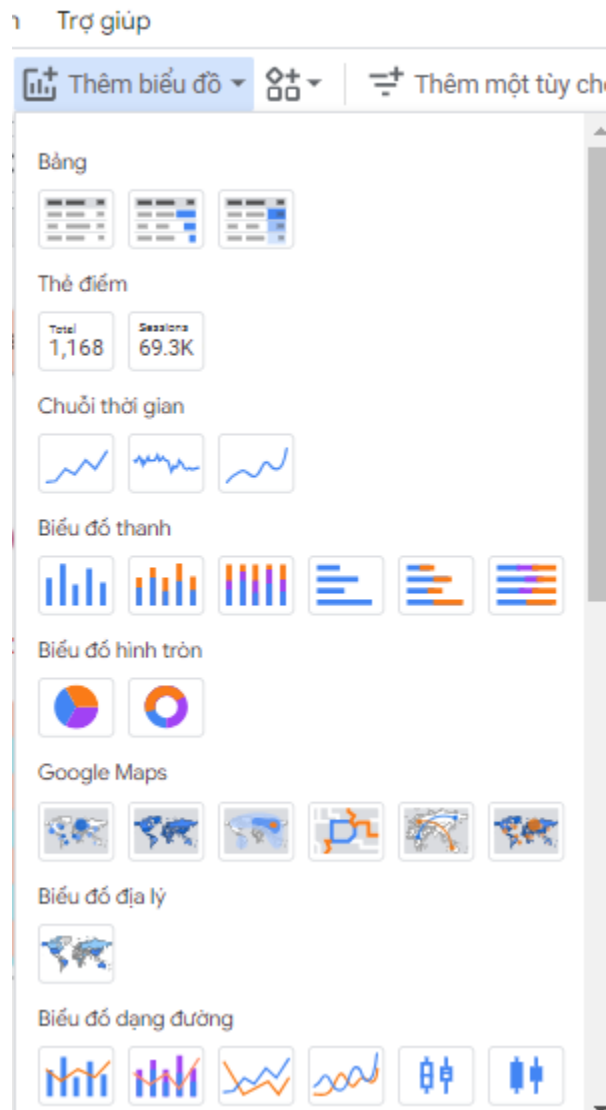 Trợ giúp
Thêm biểu đồ
Thêm một tùy
Bảng
Thẻ điểm
Total
1,168
Sessions
69.3K
Chuỗi thời gian
Biểu đồ thanh
Biểu đồ hình tròn
Google Maps
Biểu đồ địa lý
Biểu đồ dạng đường